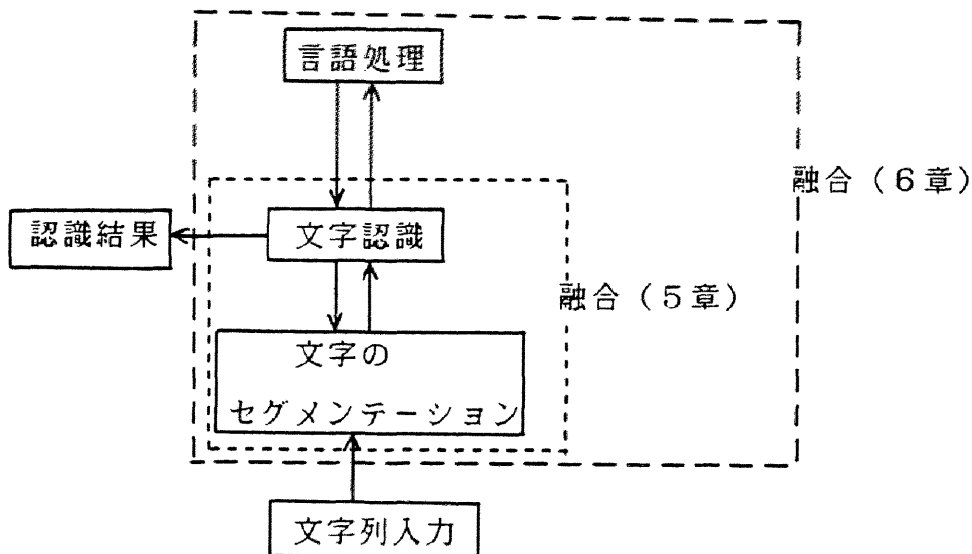 言語処理
融合（６章）
認識結果
文字認識
融合（５章）
文字の
セグメンテーション
文字列入力